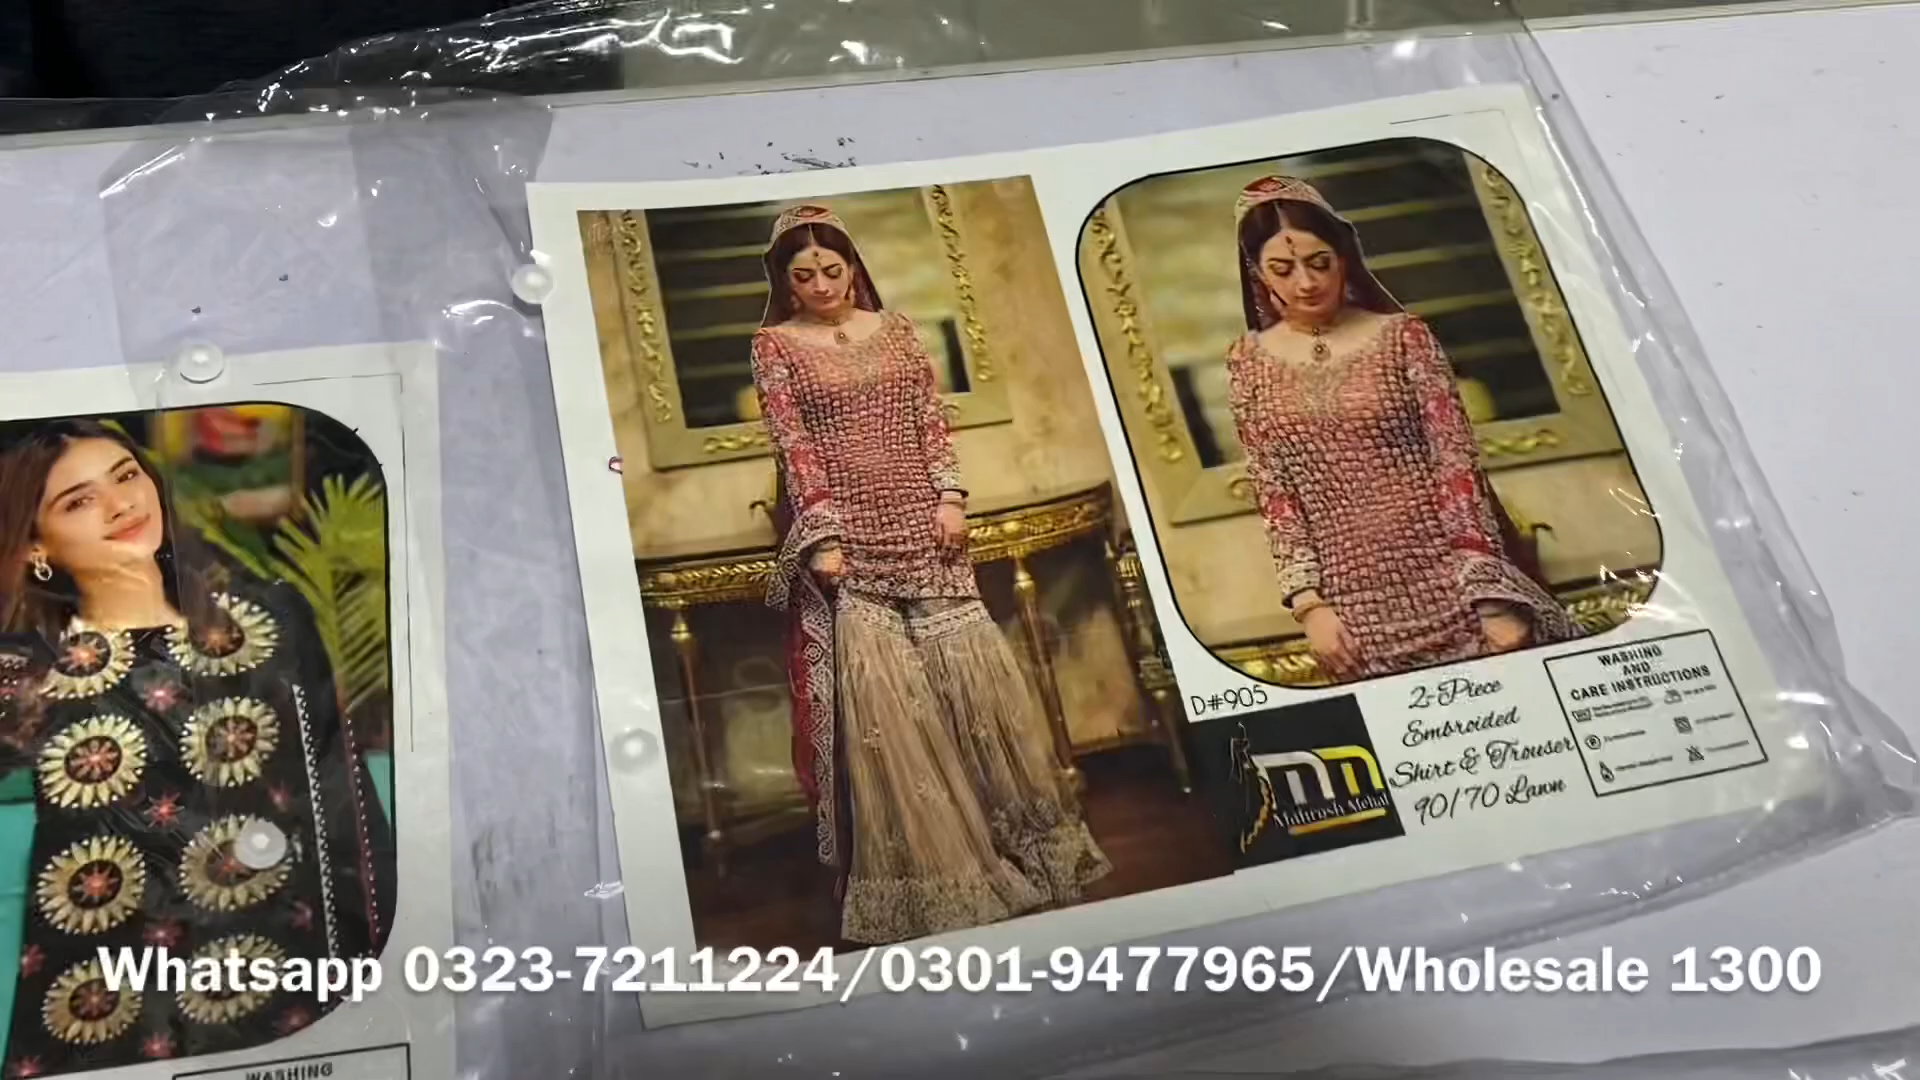 D#905
Mahrosh Mehal
2-Piece
Embroided
Shirt & Trouser
90/70 Lawn
WASHING
AND
CARE INSTRUCTIONS
Whatsapp 0323-7211224/0301-9477965/Wholesale 1300
WASHING